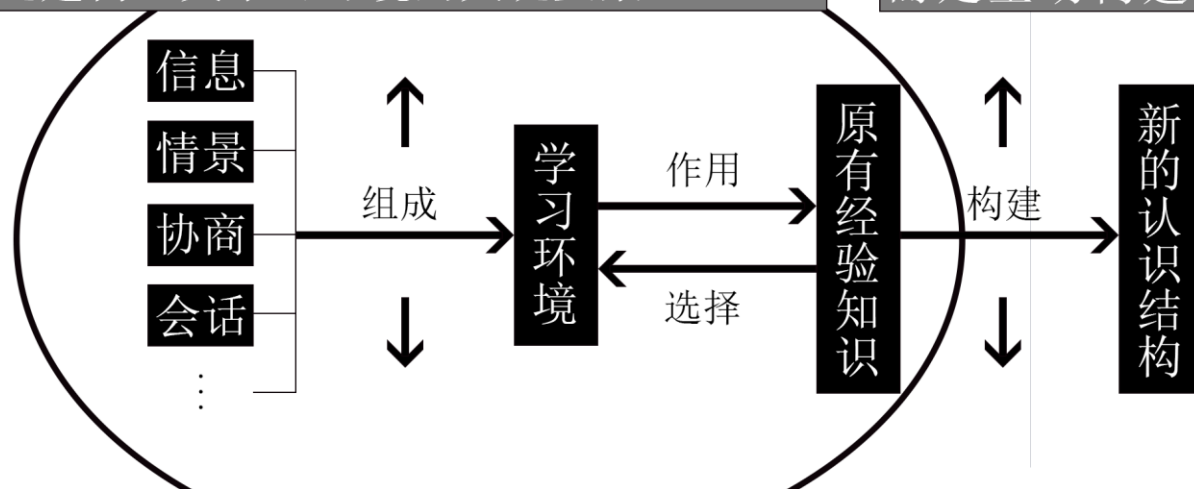 信息
情景
协商
会话
⋮
组成
学习环境
作用
选择
原有经验知识
构建
新的认识结构